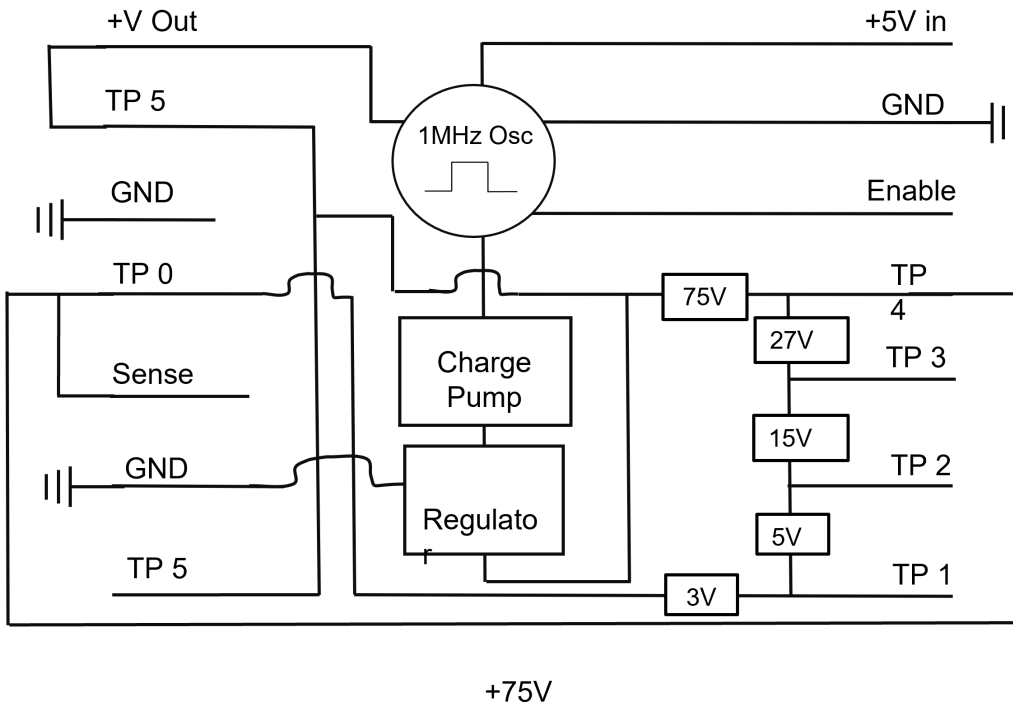 +V Out
+5V in
TP 5
GND
1MHz Osc
GND
Enable
TP 0
TP
4
75V
27V
Charge
Pump
TP 3
Sense
15V
GND
TP 2
Regulato
r
5V
TP 5
TP 1
3V
+75V